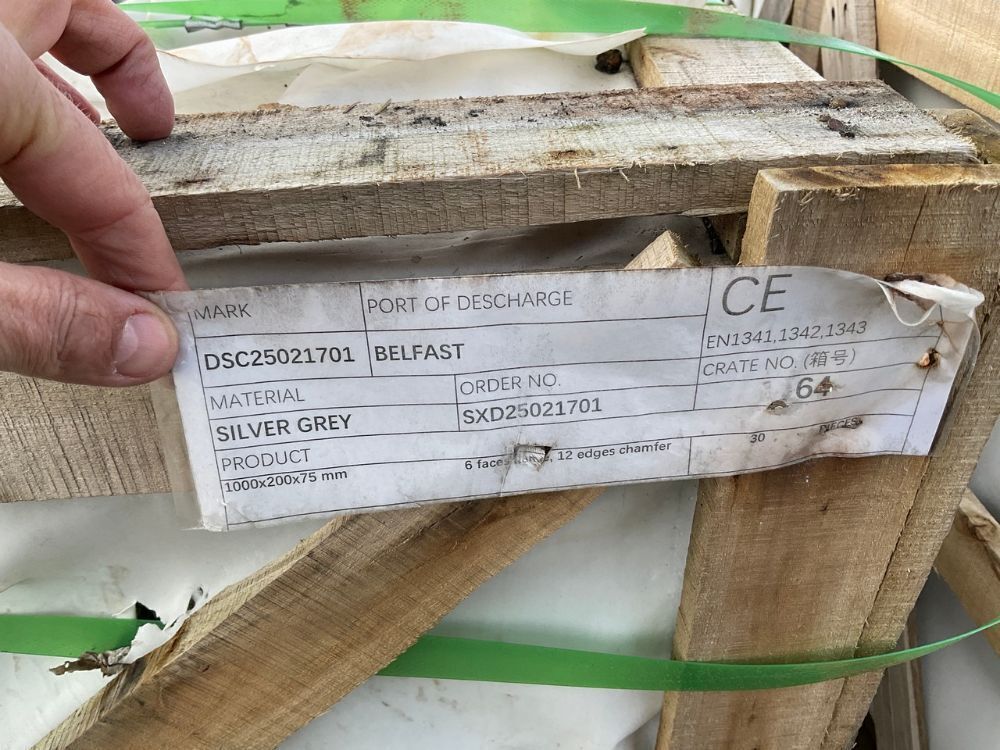 MARK
PORT OF DESCHARGE
CE
DSC25021701
BELFAST
EN1341,1342,1343
MATERIAL
ORDER NO.
CRATE NO. (箱号)
SILVER GREY
SXD25021701
64
PRODUCT
1000x200x75 mm
6 faces , 12 edges chamfer
30
PIECES